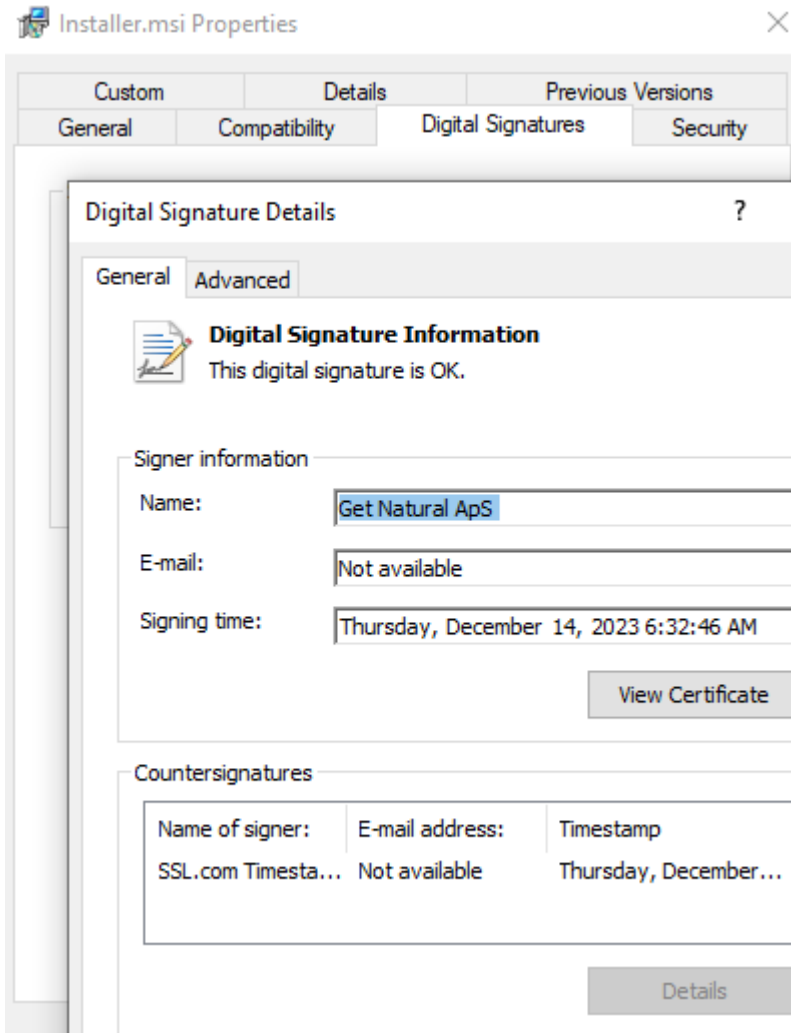 Installer.msi Properties
Custom Details Previous Versions
General Compatibility Digital Signatures Security
Digital Signature Details ?
General Advanced
Digital Signature Information
This digital signature is OK.
Signer information
Name: Get Natural ApS
E-mail: Not available
Signing time: Thursday, December 14, 2023 6:32:46 AM
View Certificate
Countersignatures
Name of signer: E-mail address: Timestamp
SSL.com Timesta... Not available Thursday, December...
Details